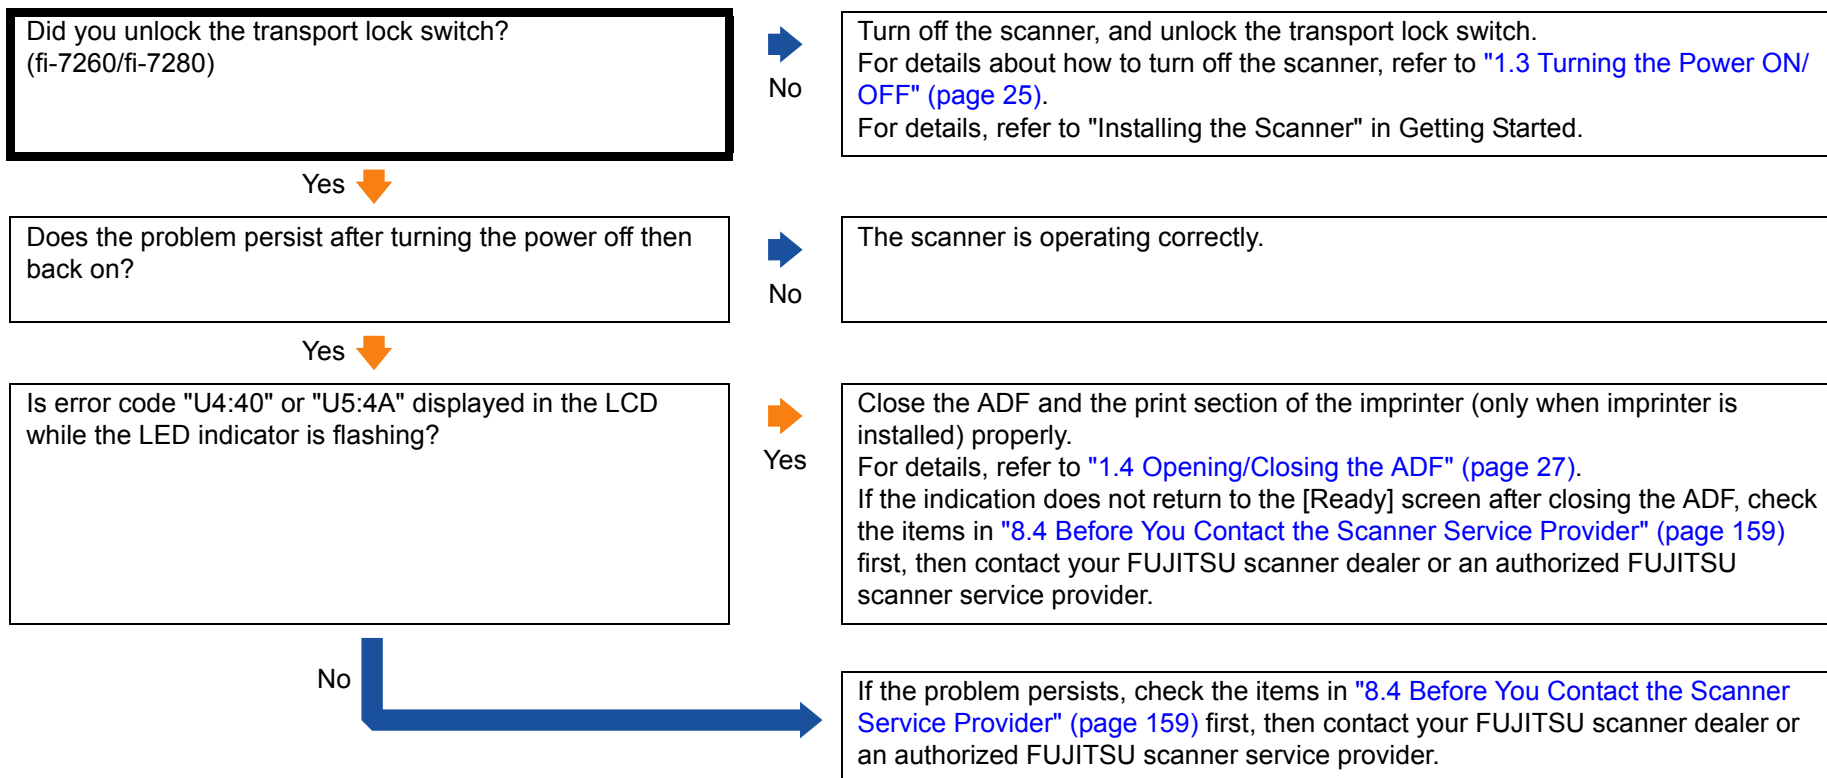 Did you unlock the transport lock switch?
(fi-7260/fi-7280)
No
Turn off the scanner, and unlock the transport lock switch.
For details about how to turn off the scanner, refer to "1.3 Turning the Power ON/
OFF" (page 25).
For details, refer to "Installing the Scanner" in Getting Started.
Yes
Does the problem persist after turning the power off then
back on?
No
The scanner is operating correctly.
Yes
Is error code "U4:40" or "U5:4A" displayed in the LCD
while the LED indicator is flashing?
Yes
Close the ADF and the print section of the imprinter (only when imprinter is
installed) properly.
For details, refer to "1.4 Opening/Closing the ADF" (page 27).
If the indication does not return to the [Ready] screen after closing the ADF, check
the items in "8.4 Before You Contact the Scanner Service Provider" (page 159)
first, then contact your FUJITSU scanner dealer or an authorized FUJITSU
scanner service provider.
No
If the problem persists, check the items in "8.4 Before You Contact the Scanner
Service Provider" (page 159) first, then contact your FUJITSU scanner dealer or
an authorized FUJITSU scanner service provider.